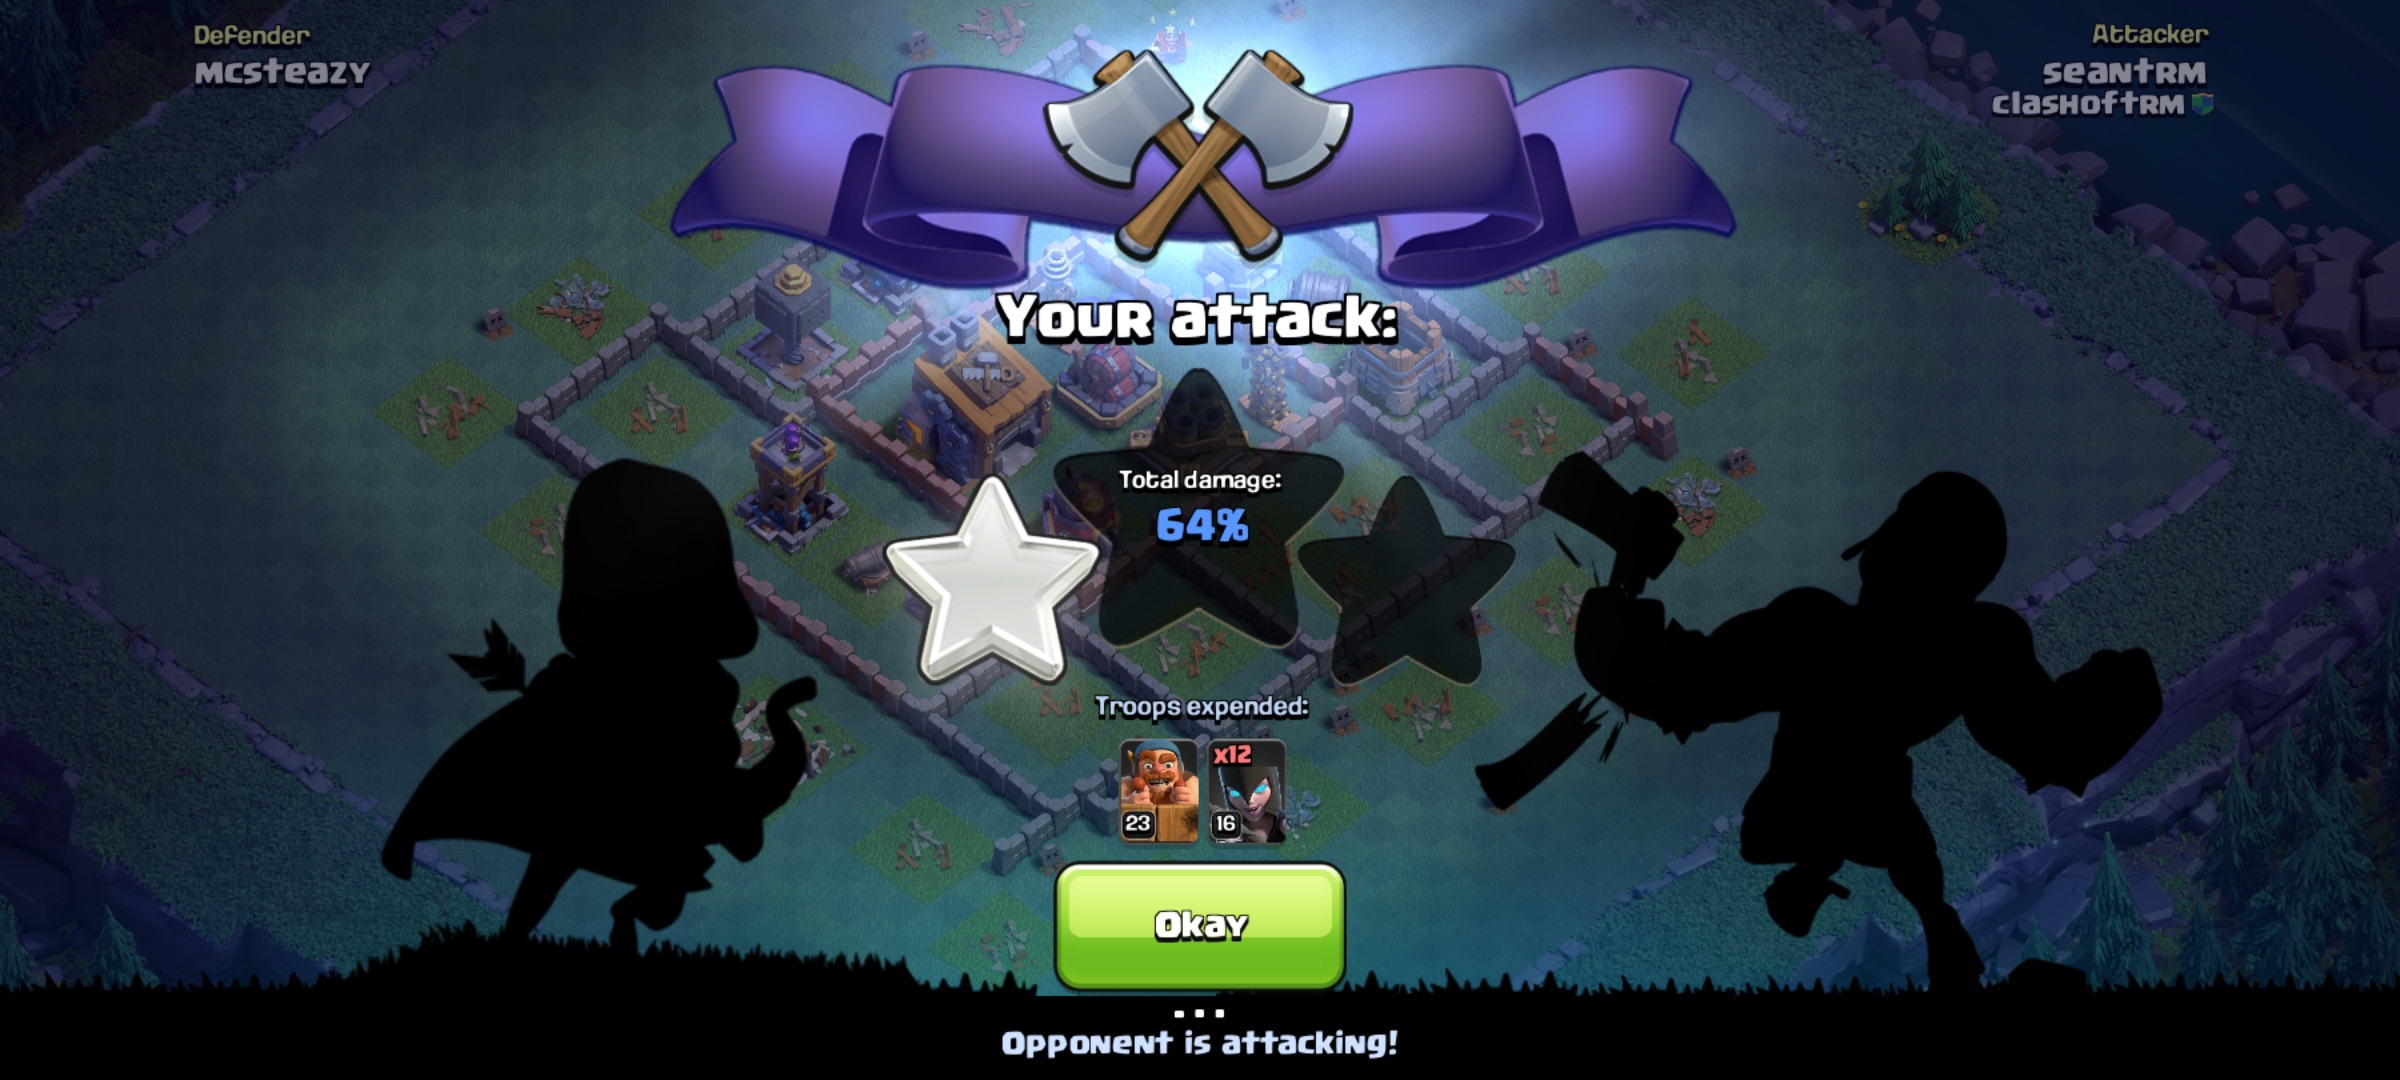 Defender
mcsteazy
Attacker
seantRM
clashoftRM
Your attack:
Total damage:
64%
Troops expended:
x12
23
16
Okay
...
Opponent is attacking!